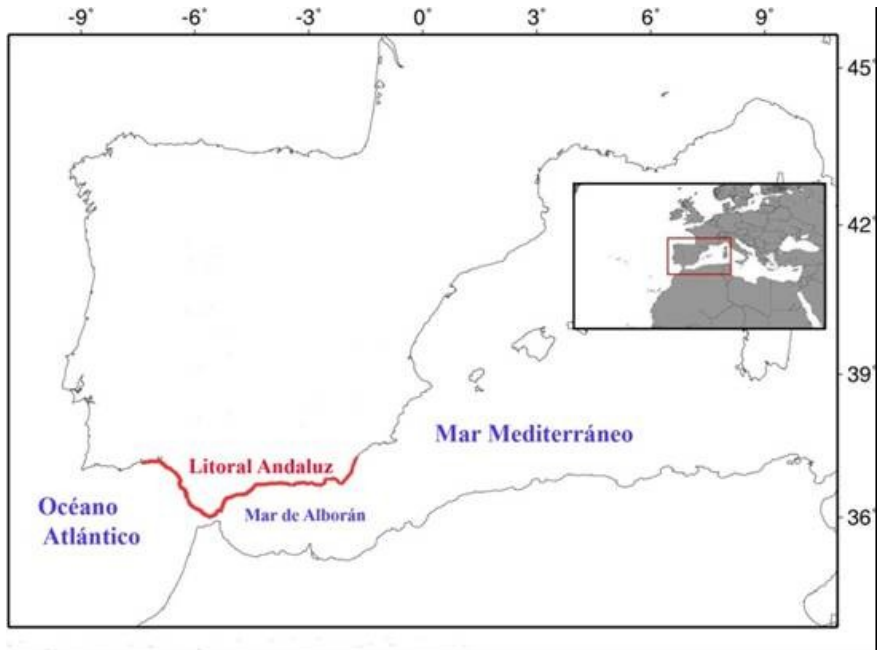 -9° -6° -3° 0° 3° 6° 9°
45°
42°
39°
36°
Litoral Andaluz
Mar Mediterráneo
Océano
Atlántico
Mar de Alborán